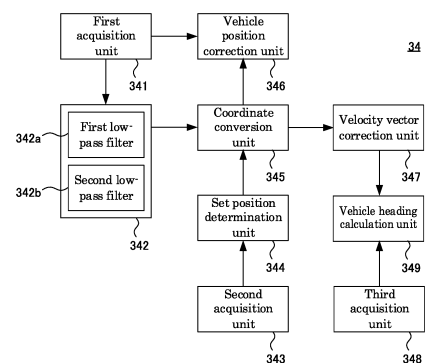 First
acquisition
unit
341
Vehicle
position
correction unit
346
34
342a
First low-
pass filter
342b
Second low-
pass filter
342
Coordinate
conversion
unit
345
Velocity vector
correction unit
347
Set position
determination
unit
344
Vehicle heading
calculation unit
349
Second
acquisition
unit
343
Third
acquisition
unit
348